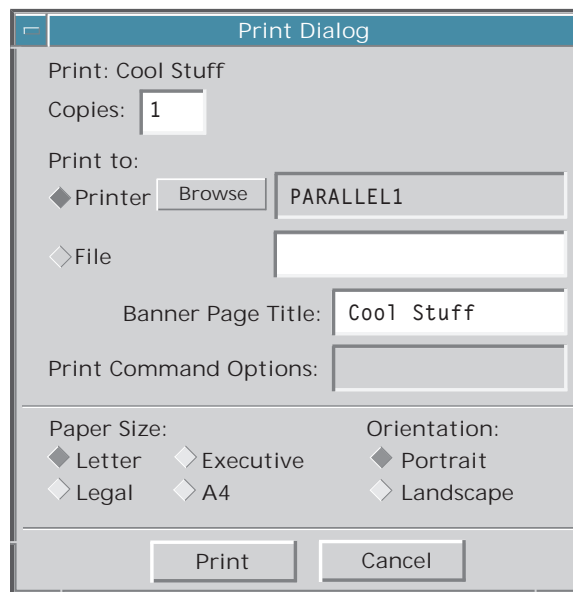 Print Dialog
Print: Cool Stuff
Copies: 1
Print to:
Printer Browse PARALLEL1
File
Banner Page Title: Cool Stuff
Print Command Options:
Paper Size: Orientation:
Letter Executive Portrait
Legal A4 Landscape
Print Cancel